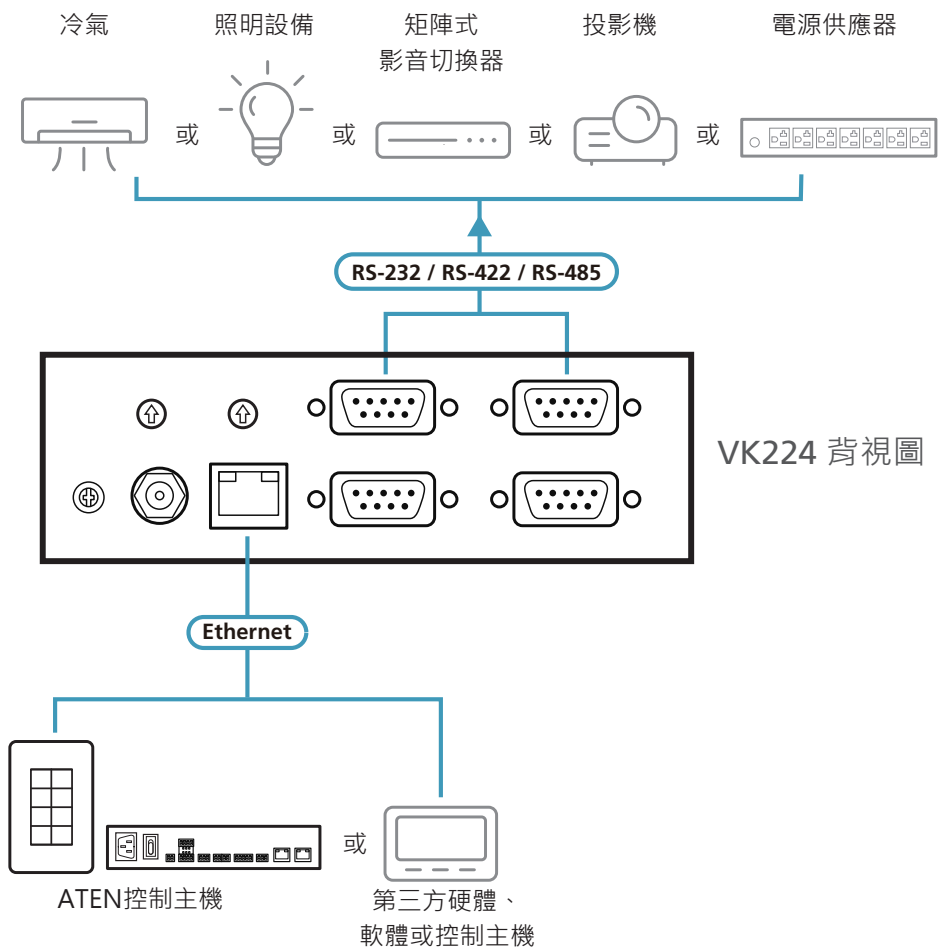 冷氣
照明設備
矩陣式
影音切換器
投影機
電源供應器
或
或
或
或
RS-232 / RS-422 / RS-485
VK224 背視圖
Ethernet
或
ATEN控制主機
第三方硬體、
軟體或控制主機